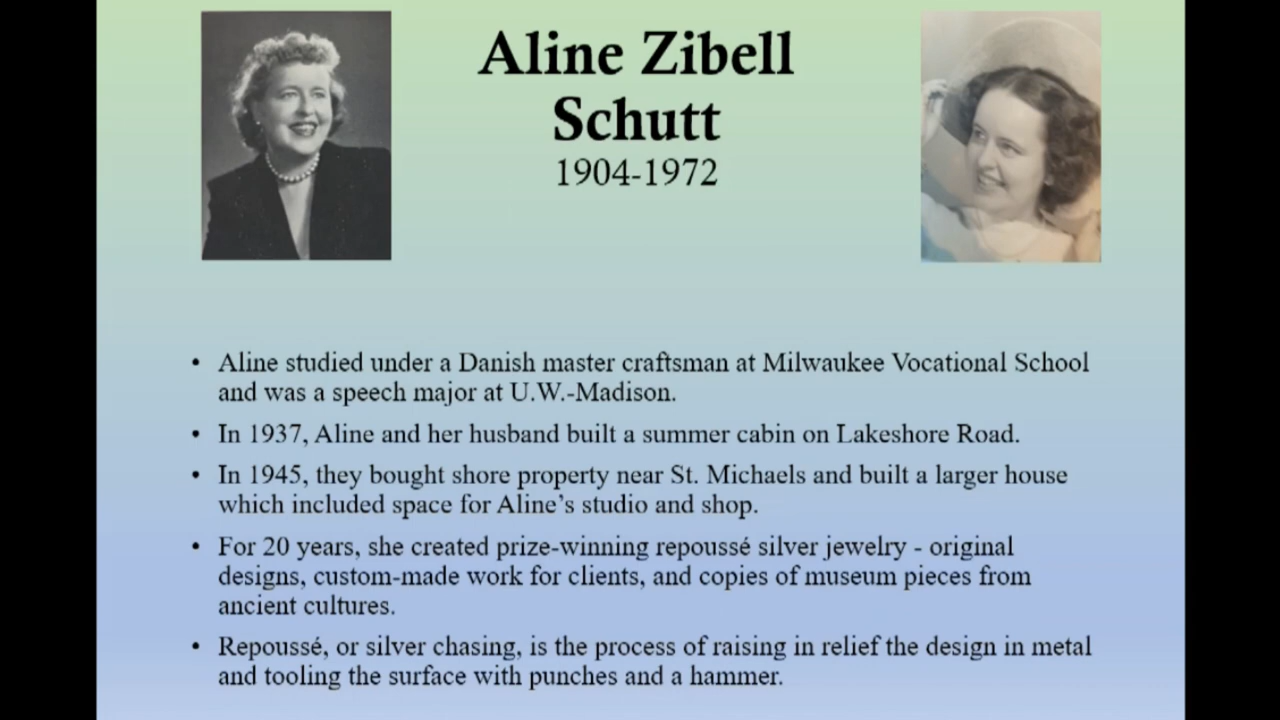 Aline Zibell
Schutt
1904-1972
• Aline studied under a Danish master craftsman at Milwaukee Vocational School
and was a speech major at U.W.-Madison.
• In 1937, Aline and her husband built a summer cabin on Lakeshore Road.
• In 1945, they bought shore property near St. Michaels and built a larger house
which included space for Aline’s studio and shop.
• For 20 years, she created prize-winning repoussé silver jewelry - original
designs, custom-made work for clients, and copies of museum pieces from
ancient cultures.
• Repoussé, or silver chasing, is the process of raising in relief the design in metal
and tooling the surface with punches and a hammer.